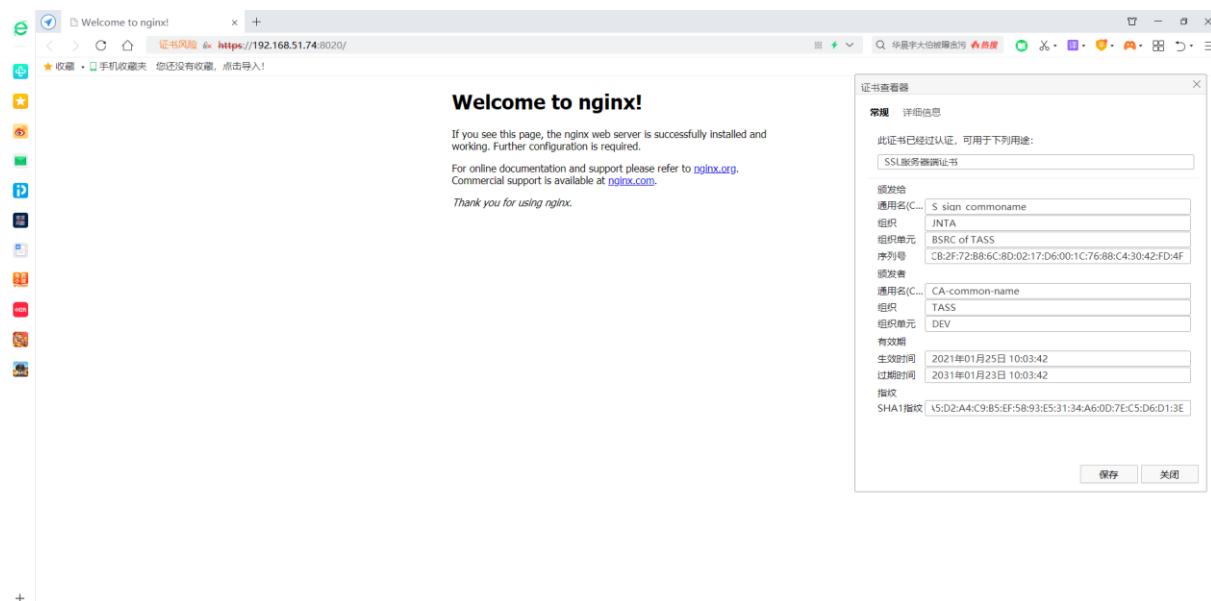 Welcome to nginx!
证书风险 https://192.168.51.74:8020/
华晨宇大伯被曝贪污 热搜
收藏 手机收藏夹 您还没有收藏，点击导入!
Welcome to nginx!
If you see this page, the nginx web server is successfully installed and
working. Further configuration is required.
For online documentation and support please refer to nginx.org.
Commercial support is available at nginx.com.
Thank you for using nginx.
证书查看器
常规 详细信息
此证书已经过认证，可用于下列用途:
SSL服务器端证书
颁发给
通用名(C... S sign commoname
组织 JNTA
组织单元 BSRC of TASS
序列号 CB:2F:72:B8:6C:8D:02:17:D6:00:1C:76:88:C4:30:42:FD:4F
颁发者
通用名(C... CA-common-name
组织 TASS
组织单元 DEV
有效期
生效时间 2021年01月25日 10:03:42
过期时间 2031年01月23日 10:03:42
指纹
SHA1指纹 5:D2:A4:C9:B5:EF:58:93:E5:31:34:A6:0D:7E:C5:D6:D1:3E
保存 关闭